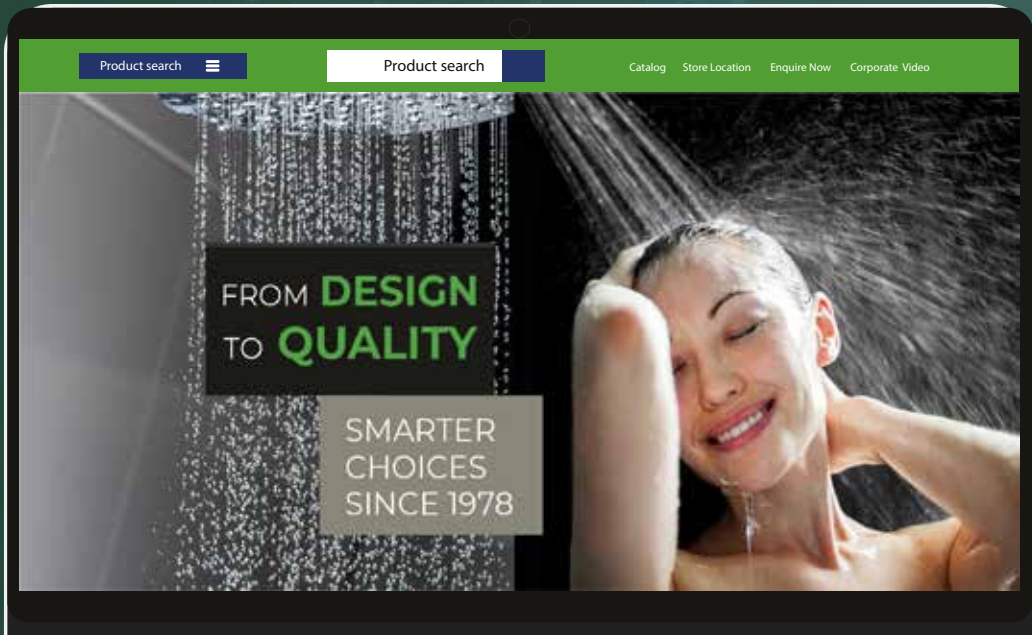 Product search
Product search
Catalog Store Location Enquire Now Corporate Video
FROM DESIGN
TO QUALITY
SMARTER
CHOICES
SINCE 1978